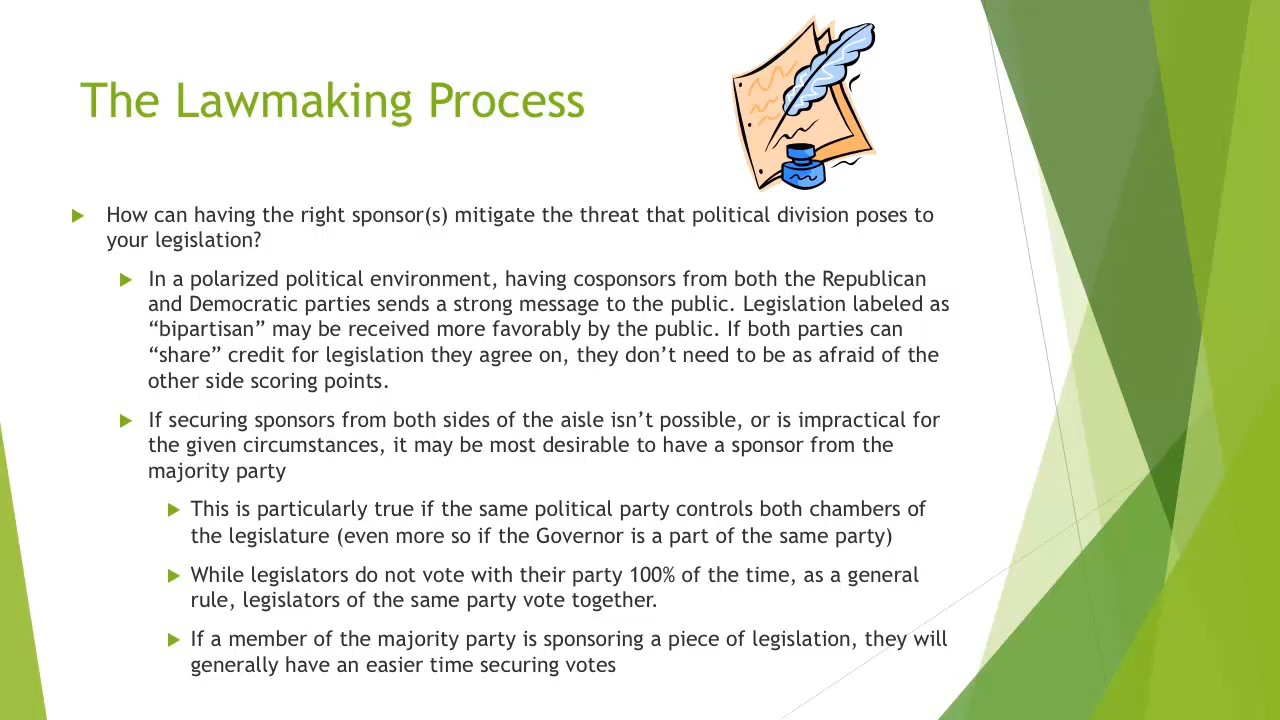 The Lawmaking Process
How can having the right sponsor(s) mitigate the threat that political division poses to
your legislation?
In a polarized political environment, having cosponsors from both the Republican
and Democratic parties sends a strong message to the public. Legislation labeled as
“bipartisan” may be received more favorably by the public. If both parties can
“share” credit for legislation they agree on, they don’t need to be as afraid of the
other side scoring points.
If securing sponsors from both sides of the aisle isn’t possible, or is impractical for
the given circumstances, it may be most desirable to have a sponsor from the
majority party
This is particularly true if the same political party controls both chambers of
the legislature (even more so if the Governor is a part of the same party)
While legislators do not vote with their party 100% of the time, as a general
rule, legislators of the same party vote together.
If a member of the majority party is sponsoring a piece of legislation, they will
generally have an easier time securing votes